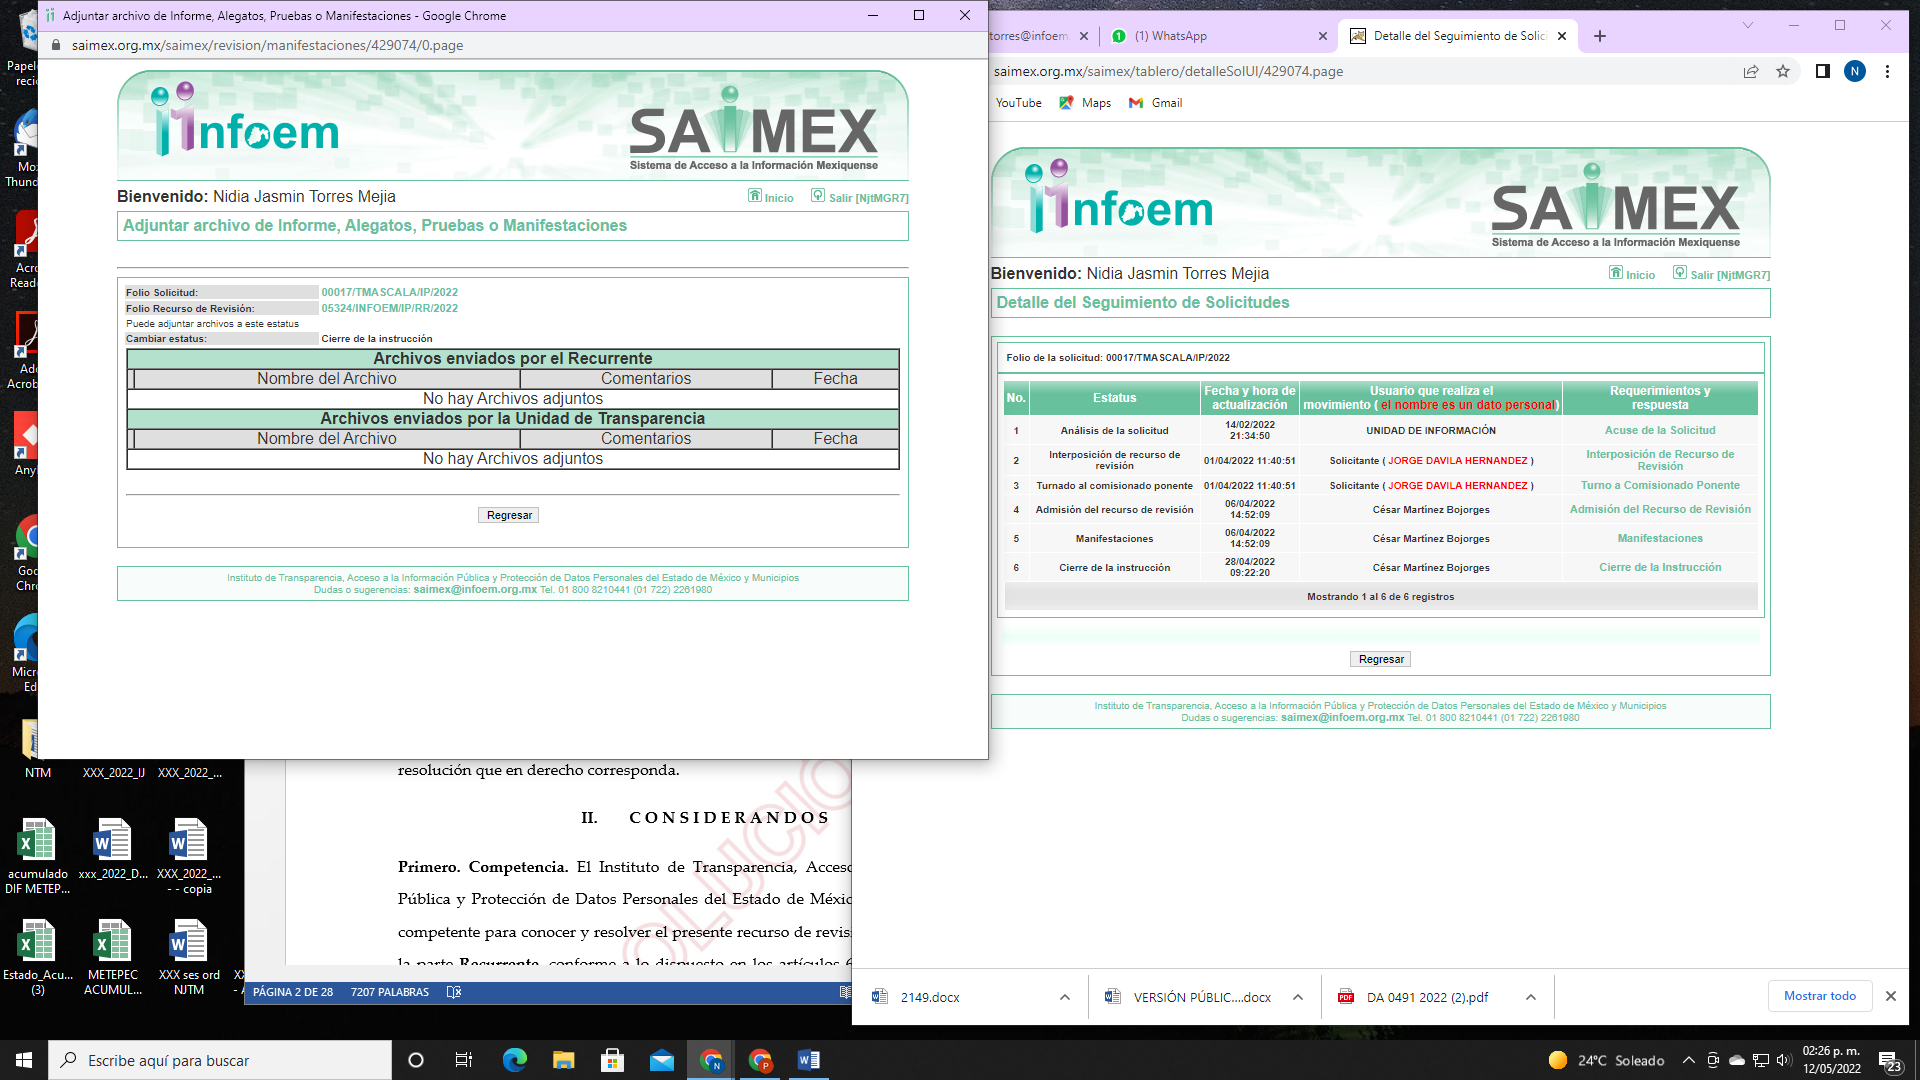 Adjuntar archivo de Informe, Alegatos, Pruebas o Manifestaciones - Google Chrome
saimex.org.mx/saimex/revision/manifestaciones/429074/0.page
infoem
SAIMEX
Sistema de Acceso a la Información Mexiquense
Bienvenido: Nidia Jasmin Torres Mejia
Inicio
Salir [NjtMGR7]
Adjuntar archivo de Informe, Alegatos, Pruebas o Manifestaciones
Folio Solicitud: 00017/TMASCALA/IP/2022
Folio Recurso de Revisión: 05324/INFOEM/IP/RR/2022
Puede adjuntar archivos a este estatus
Cambiar estatus: Cierre de la instrucción
Archivos enviados por el Recurrente
Nombre del Archivo Comentarios Fecha
No hay Archivos adjuntos
Archivos enviados por la Unidad de Transparencia
Nombre del Archivo Comentarios Fecha
No hay Archivos adjuntos
Regresar
Instituto de Transparencia, Acceso a la Información Pública y Protección de Datos Personales del Estado de México y Municipios
Dudas o sugerencias: saimex@infoem.org.mx Tel. 01 800 8210441 (01 722) 2261980
torres@infoem
(1) WhatsApp
Detalle del Seguimiento de Solic
saimex.org.mx/saimex/tablero/detalleSolUI/429074.page
N
YouTube
Maps
Gmail
infoem
SAIMEX
Sistema de Acceso a la Información Mexiquense
Bienvenido: Nidia Jasmin Torres Mejia
Inicio
Salir [NjtMGR7]
Detalle del Seguimiento de Solicitudes
Folio de la solicitud: 00017/TMASCALA/IP/2022
No. Estatus Fecha y hora de actualización Usuario que realiza el movimiento ( el nombre es un dato personal) Requerimientos y respuesta
1 Análisis de la solicitud 14/02/2022 21:34:50 UNIDAD DE INFORMACIÓN Acuse de la Solicitud
2 Interposición de recurso de revisión 01/04/2022 11:40:51 Solicitante ( JORGE DAVILA HERNANDEZ ) Interposición de Recurso de Revisión
3 Turnado al comisionado ponente 01/04/2022 11:40:51 Solicitante ( JORGE DAVILA HERNANDEZ ) Turno a Comisionado Ponente
4 Admisión del recurso de revisión 06/04/2022 14:52:09 César Martínez Bojorges Admisión del Recurso de Revisión
5 Manifestaciones 06/04/2022 14:52:09 César Martínez Bojorges Manifestaciones
6 Cierre de la instrucción 28/04/2022 09:22:20 César Martínez Bojorges Cierre de la Instrucción
Mostrando 1 al 6 de 6 registros
Regresar
Instituto de Transparencia, Acceso a la Información Pública y Protección de Datos Personales del Estado de México y Municipios
Dudas o sugerencias: saimex@infoem.org.mx Tel. 01 800 8210441 (01 722) 2261980
resolución que en derecho corresponda.
II. CONSIDERANDOS
Primero. Competencia. El Instituto de Transparencia, Acceso
Pública y Protección de Datos Personales del Estado de Méxic
competente para conocer y resolver el presente recurso de revis
la parte Recurrente, conforme a lo dispuesto en los artículos 6
OLUCIO
PÁGINA 2 DE 28
7207 PALABRAS
NTM
XXX_2022_IJ
XXX_2022_...
acumulado DIF METEP...
xxx_2022_D...
XXX_2022_... - - copia
Estado_Acu... (3)
METEPEC ACUMUL...
XXX ses ord NJTM
2149.docx
VERSIÓN PÚBLIC....docx
DA 0491 2022 (2).pdf
Mostrar todo
Escribe aquí para buscar
24°C Soleado
02:26 p. m.
12/05/2022
23